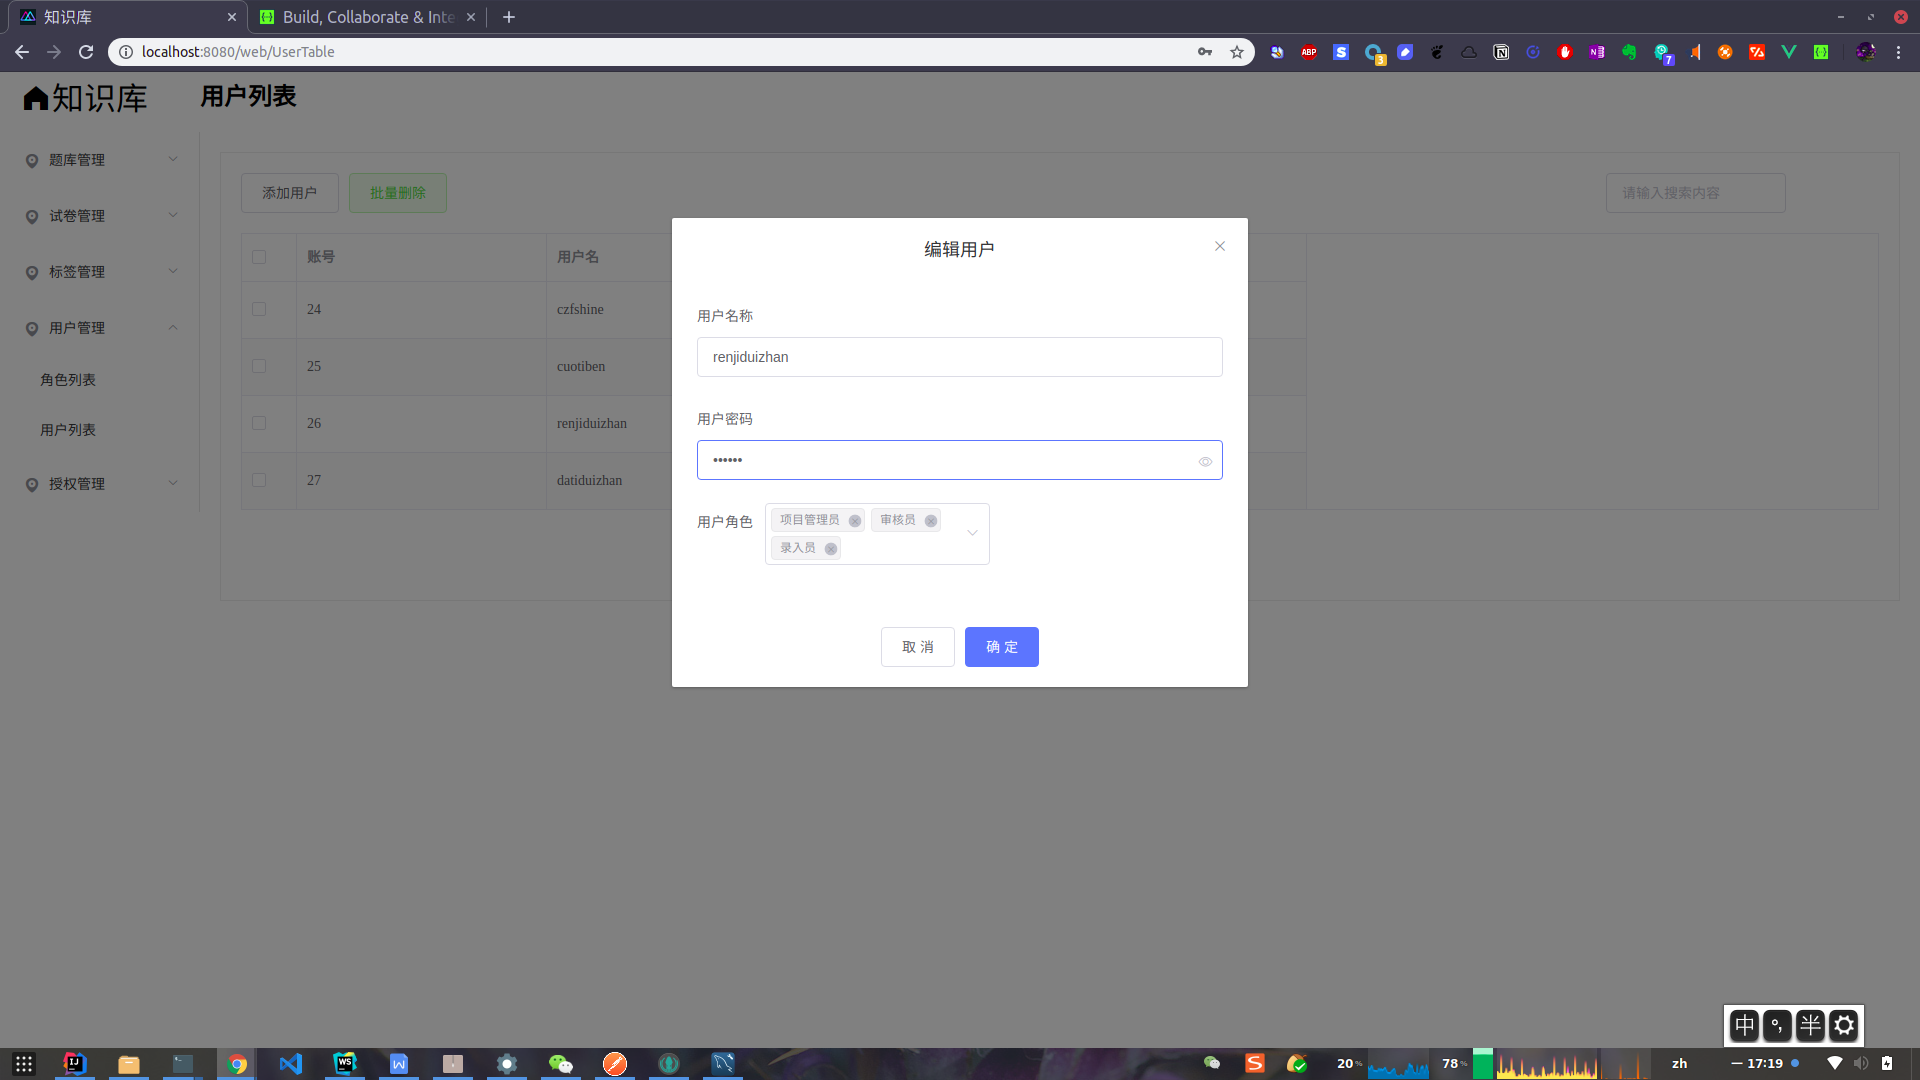 知识库
Build, Collaborate & Inte
localhost:8080/web/UserTable
ABP
3
7
知识库
用户列表
题库管理
试卷管理
标签管理
用户管理
角色列表
用户列表
授权管理
添加用户
批量删除
请输入搜索内容
账号
用户名
24
czfshine
25
cuotiben
26
renjiduizhan
27
datiduizhan
编辑用户
用户名称
renjiduizhan
用户密码
••••••
用户角色
项目管理员
审核员
录入员
取 消
确 定
中
°,
半
20%
78%
zh
一 17:19